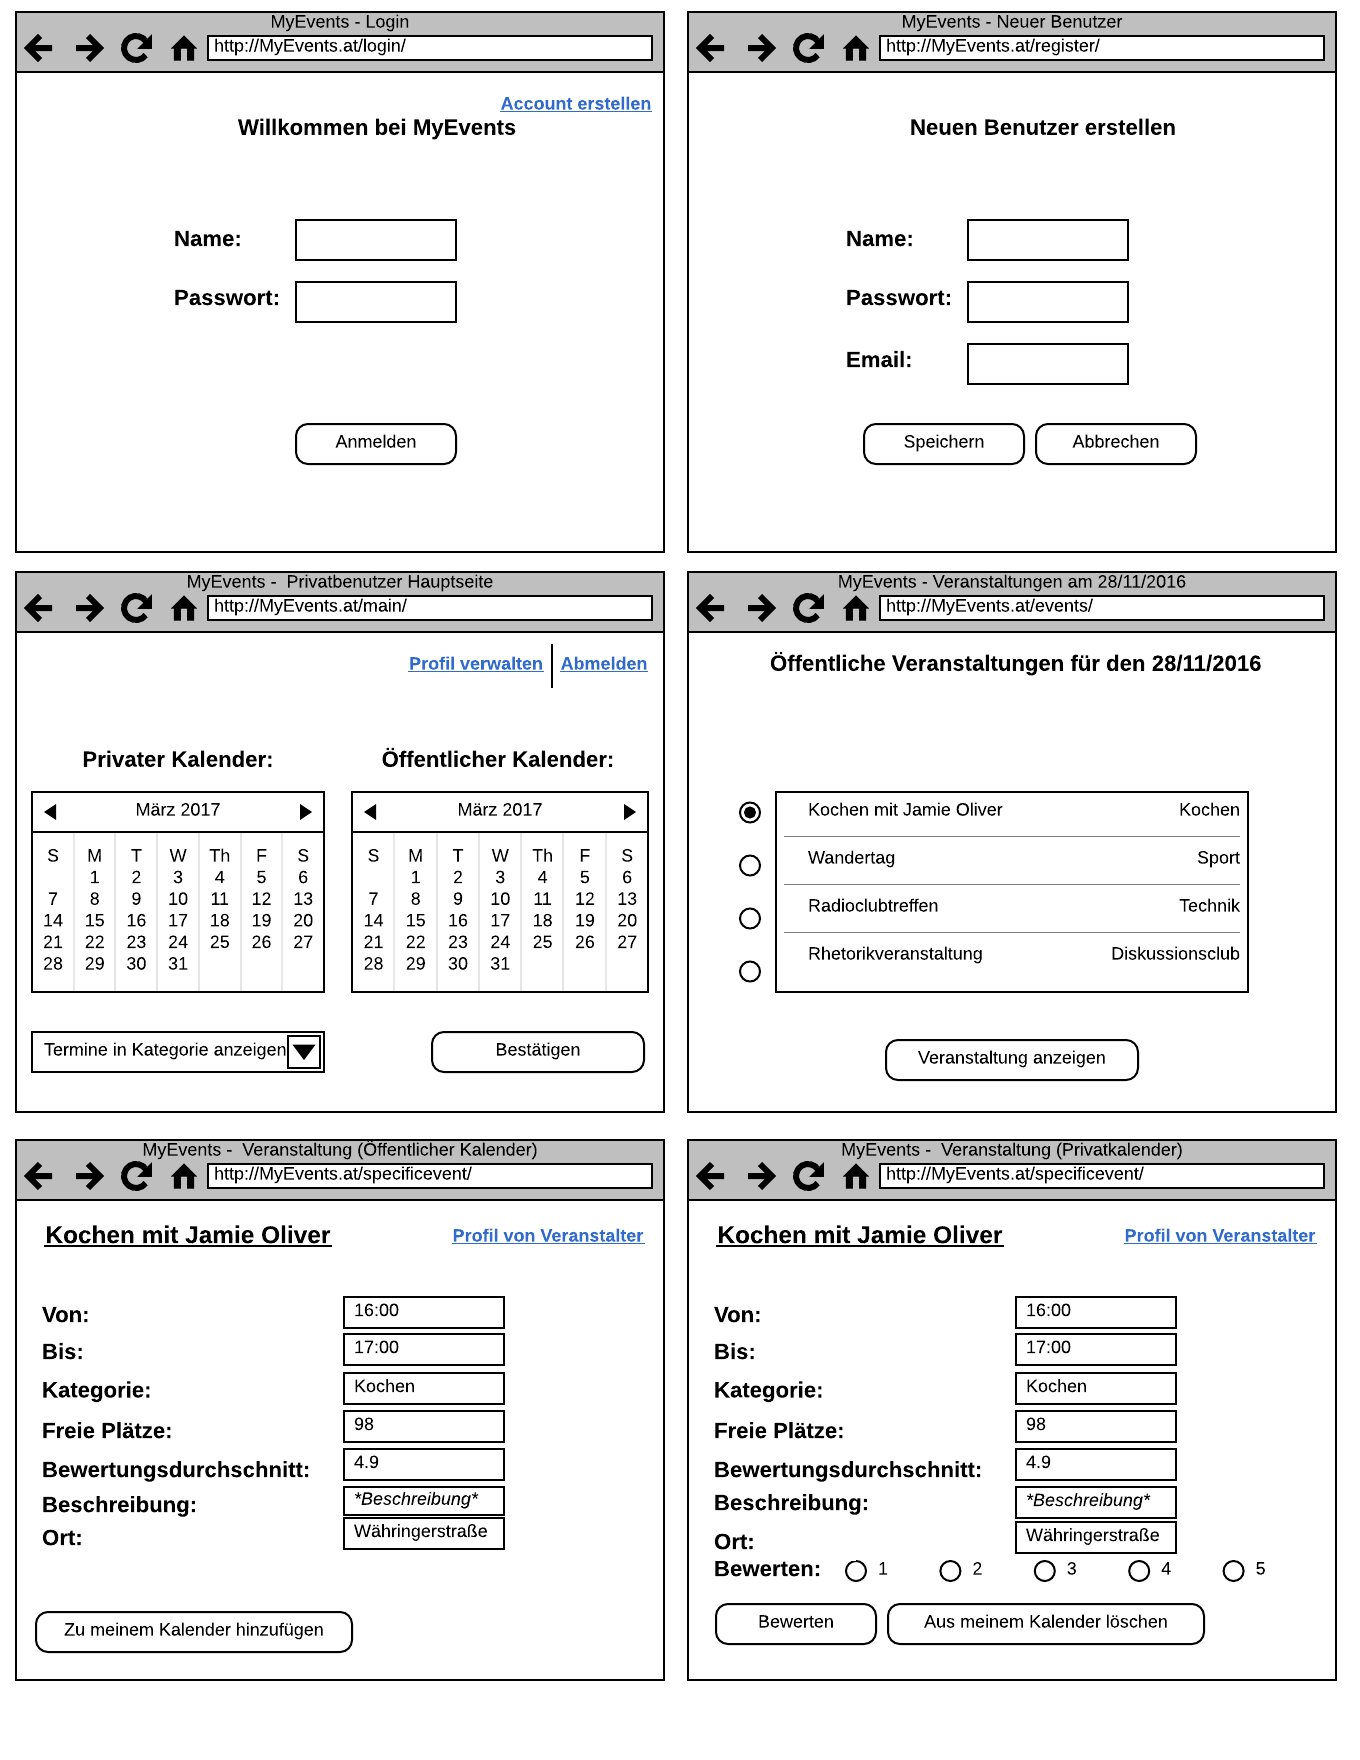 MyEvents - Login
http://MyEvents.at/login/
Account erstellen
Willkommen bei MyEvents
Name:
Passwort:
Anmelden
MyEvents - Neuer Benutzer
http://MyEvents.at/register/
Neuen Benutzer erstellen
Name:
Passwort:
Email:
Speichern Abbrechen
MyEvents -  Privatbenutzer Hauptseite
http://MyEvents.at/main/
Profil verwalten Abmelden
Privater Kalender:
März 2017
S M T W Th F S
1 2 3 4 5 6
7 8 9 10 11 12 13
14 15 16 17 18 19 20
21 22 23 24 25 26 27
28 29 30 31
Termine in Kategorie anzeigen
Öffentlicher Kalender:
März 2017
S M T W Th F S
1 2 3 4 5 6
7 8 9 10 11 12 13
14 15 16 17 18 19 20
21 22 23 24 25 26 27
28 29 30 31
Bestätigen
MyEvents - Veranstaltungen am 28/11/2016
http://MyEvents.at/events/
Öffentliche Veranstaltungen für den 28/11/2016
Kochen mit Jamie Oliver Kochen
Wandertag Sport
Radioclubtreffen Technik
Rhetorikveranstaltung Diskussionsclub
Veranstaltung anzeigen
MyEvents -  Veranstaltung (Öffentlicher Kalender)
http://MyEvents.at/specificevent/
Kochen mit Jamie Oliver Profil von Veranstalter
Von: 16:00
Bis: 17:00
Kategorie: Kochen
Freie Plätze: 98
Bewertungsdurchschnitt: 4.9
Beschreibung: *Beschreibung*
Ort: Währingerstraße
Zu meinem Kalender hinzufügen
MyEvents -  Veranstaltung (Privatkalender)
http://MyEvents.at/specificevent/
Kochen mit Jamie Oliver Profil von Veranstalter
Von: 16:00
Bis: 17:00
Kategorie: Kochen
Freie Plätze: 98
Bewertungsdurchschnitt: 4.9
Beschreibung: *Beschreibung*
Ort: Währingerstraße
Bewerten: 1 2 3 4 5
Bewerten Aus meinem Kalender löschen